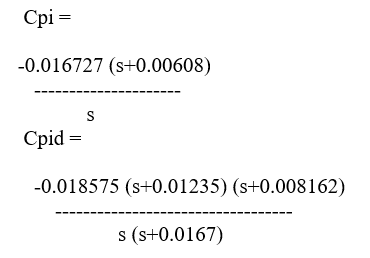 Cpi =
-0.016727 (s+0.00608)
---------------------
s
Cpid =
-0.018575 (s+0.01235) (s+0.008162)
----------------------------------
s (s+0.0167)